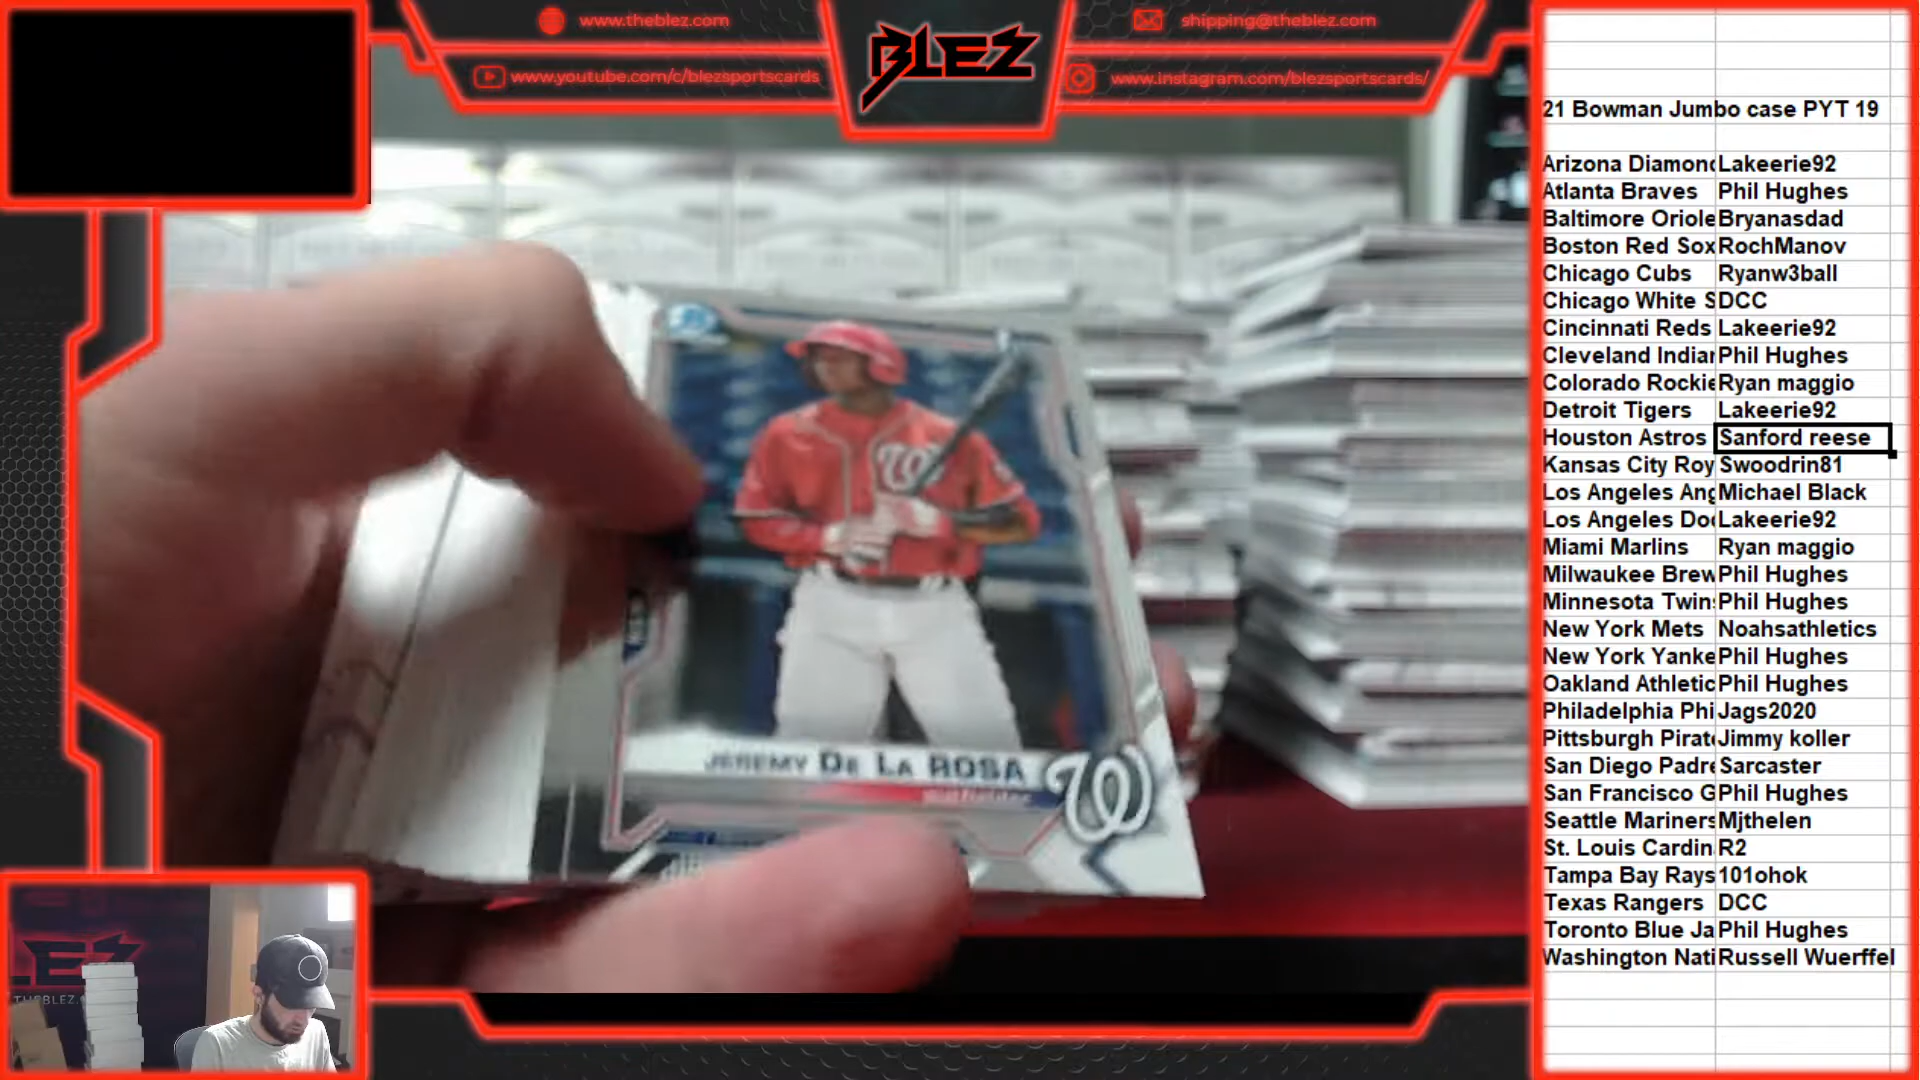 www.theblez.com
shipping@theblez.com
BLEZ
www.youtube.com/c/blezsportscards
www.instagram.com/blezsportscards/
JEREMY DE LA ROSA
W
W
LEZ
THEBLEZ.
21 Bowman Jumbo case PYT 19
Arizona Diamond Lakeerie92
Atlanta Braves Phil Hughes
Baltimore Oriole Bryanasdad
Boston Red Sox RochManov
Chicago Cubs Ryanw3ball
Chicago White S DCC
Cincinnati Reds Lakeerie92
Cleveland Indian Phil Hughes
Colorado Rockie Ryan maggio
Detroit Tigers Lakeerie92
Houston Astros Sanford reese
Kansas City Roy Swoodrin81
Los Angeles Ang Michael Black
Los Angeles Dod Lakeerie92
Miami Marlins Ryan maggio
Milwaukee Brew Phil Hughes
Minnesota Twins Phil Hughes
New York Mets Noahsathletics
New York Yanke Phil Hughes
Oakland Athletic Phil Hughes
Philadelphia Phi Jags2020
Pittsburgh Pirate Jimmy koller
San Diego Padre Sarcaster
San Francisco G Phil Hughes
Seattle Mariners Mjthelen
St. Louis Cardin R2
Tampa Bay Rays 101ohok
Texas Rangers DCC
Toronto Blue Ja Phil Hughes
Washington Nati Russell Wuerffel